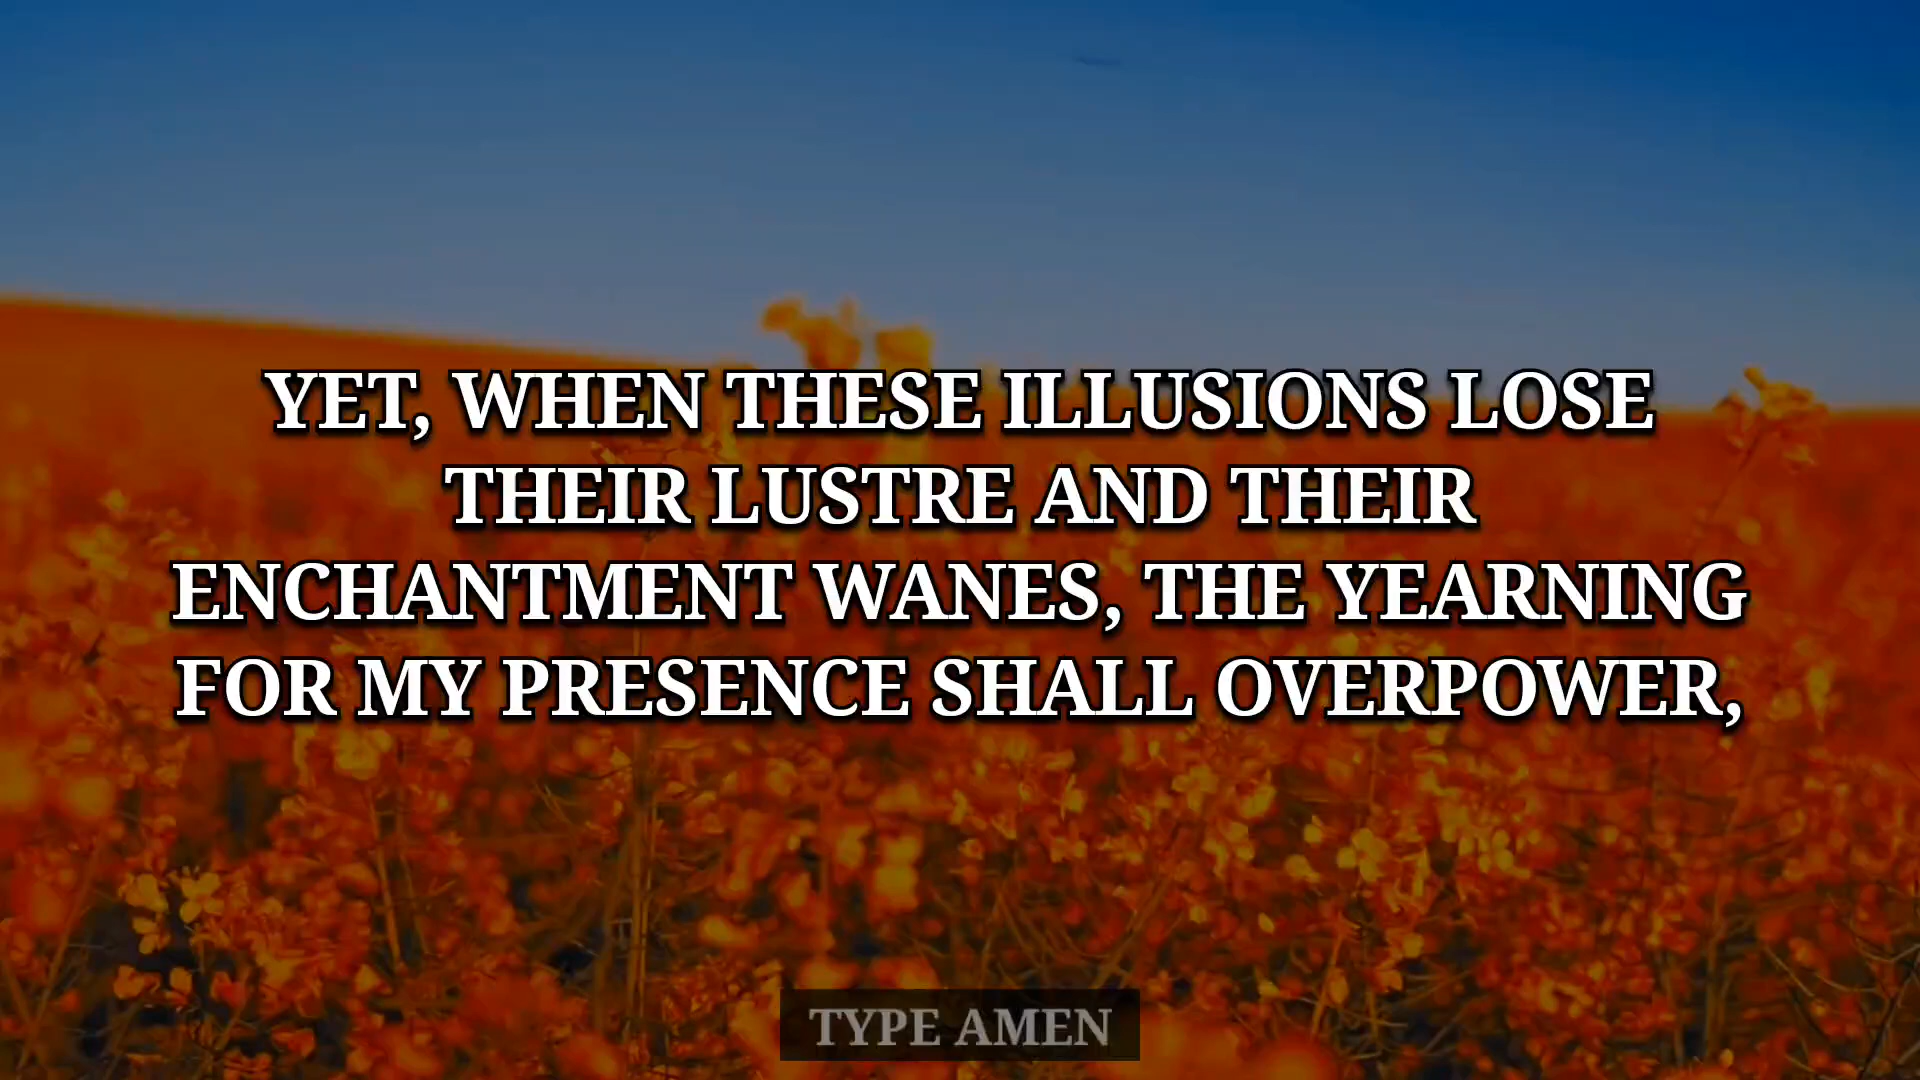 YET, WHEN THESE ILLUSIONS LOSE
THEIR LUSTRE AND THEIR
ENCHANTMENT WANES, THE YEARNING
FOR MY PRESENCE SHALL OVERPOWER,
TYPE AMEN